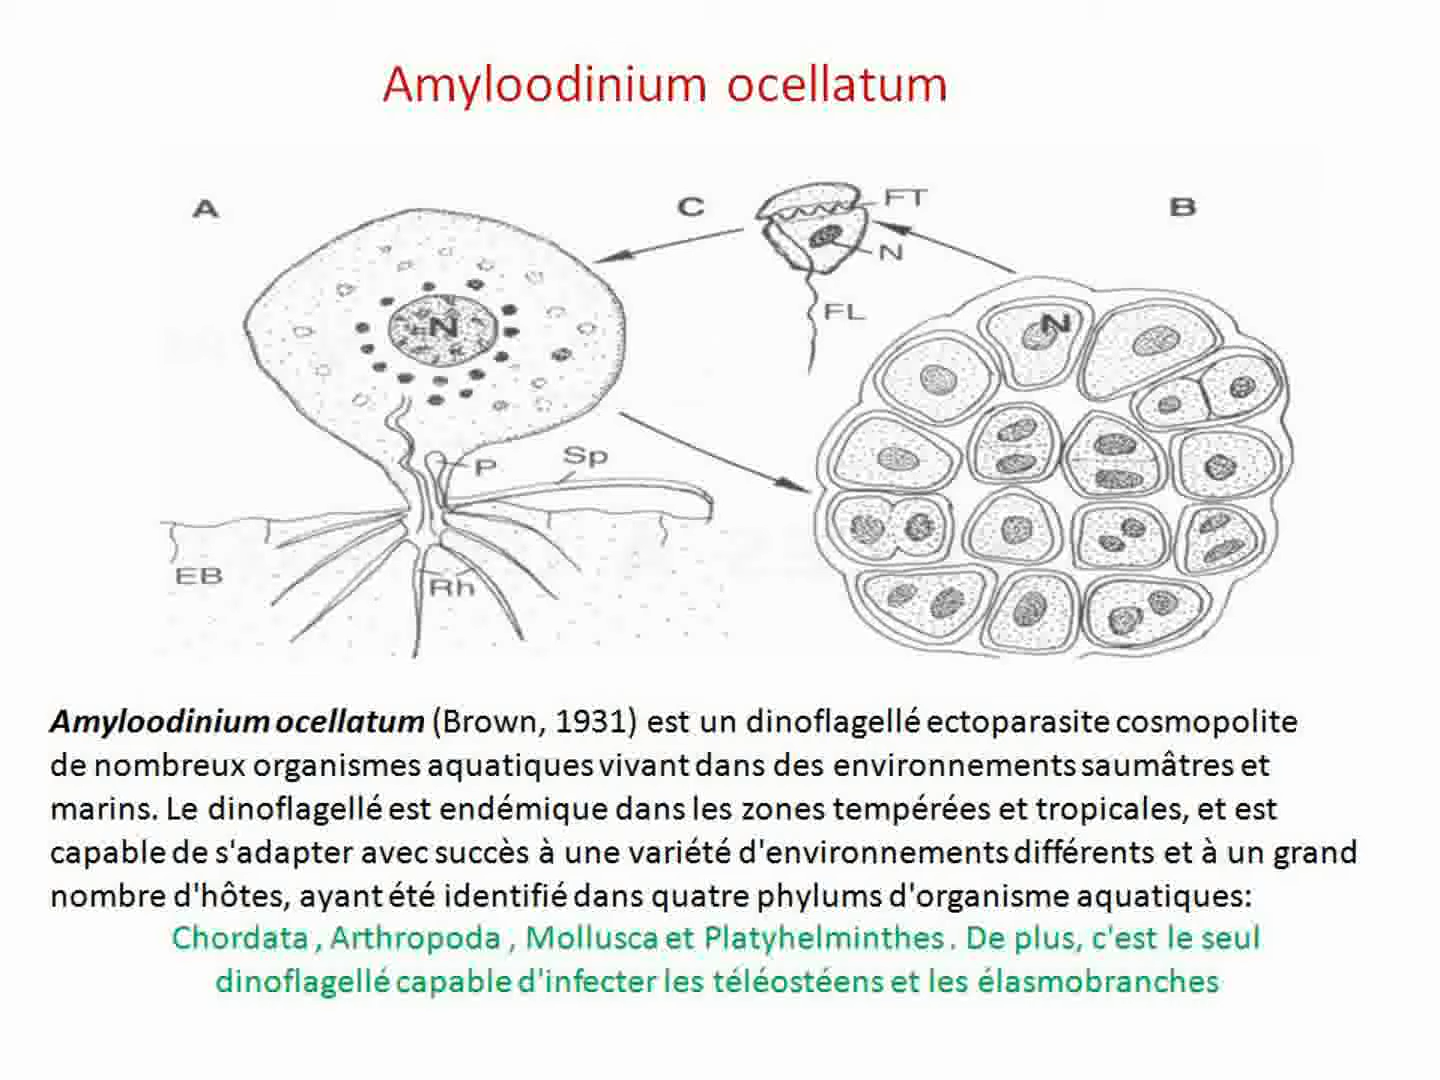 Amyloodinium ocellatum
A
C
FT
B
N
FL
N
N
P
Sp
EB
Rh
Amyloodinium ocellatum (Brown, 1931) est un dinoflagellé ectoparasite cosmopolite
de nombreux organismes aquatiques vivant dans des environnements saumâtres et
marins. Le dinoflagellé est endémique dans les zones tempérées et tropicales, et est
capable de s'adapter avec succès à une variété d'environnements différents et à un grand
nombre d'hôtes, ayant été identifié dans quatre phylums d'organisme aquatiques:
Chordata , Arthropoda , Mollusca et Platyhelminthes . De plus, c'est le seul
dinoflagellé capable d'infecter les téléostéens et les élasmobranches